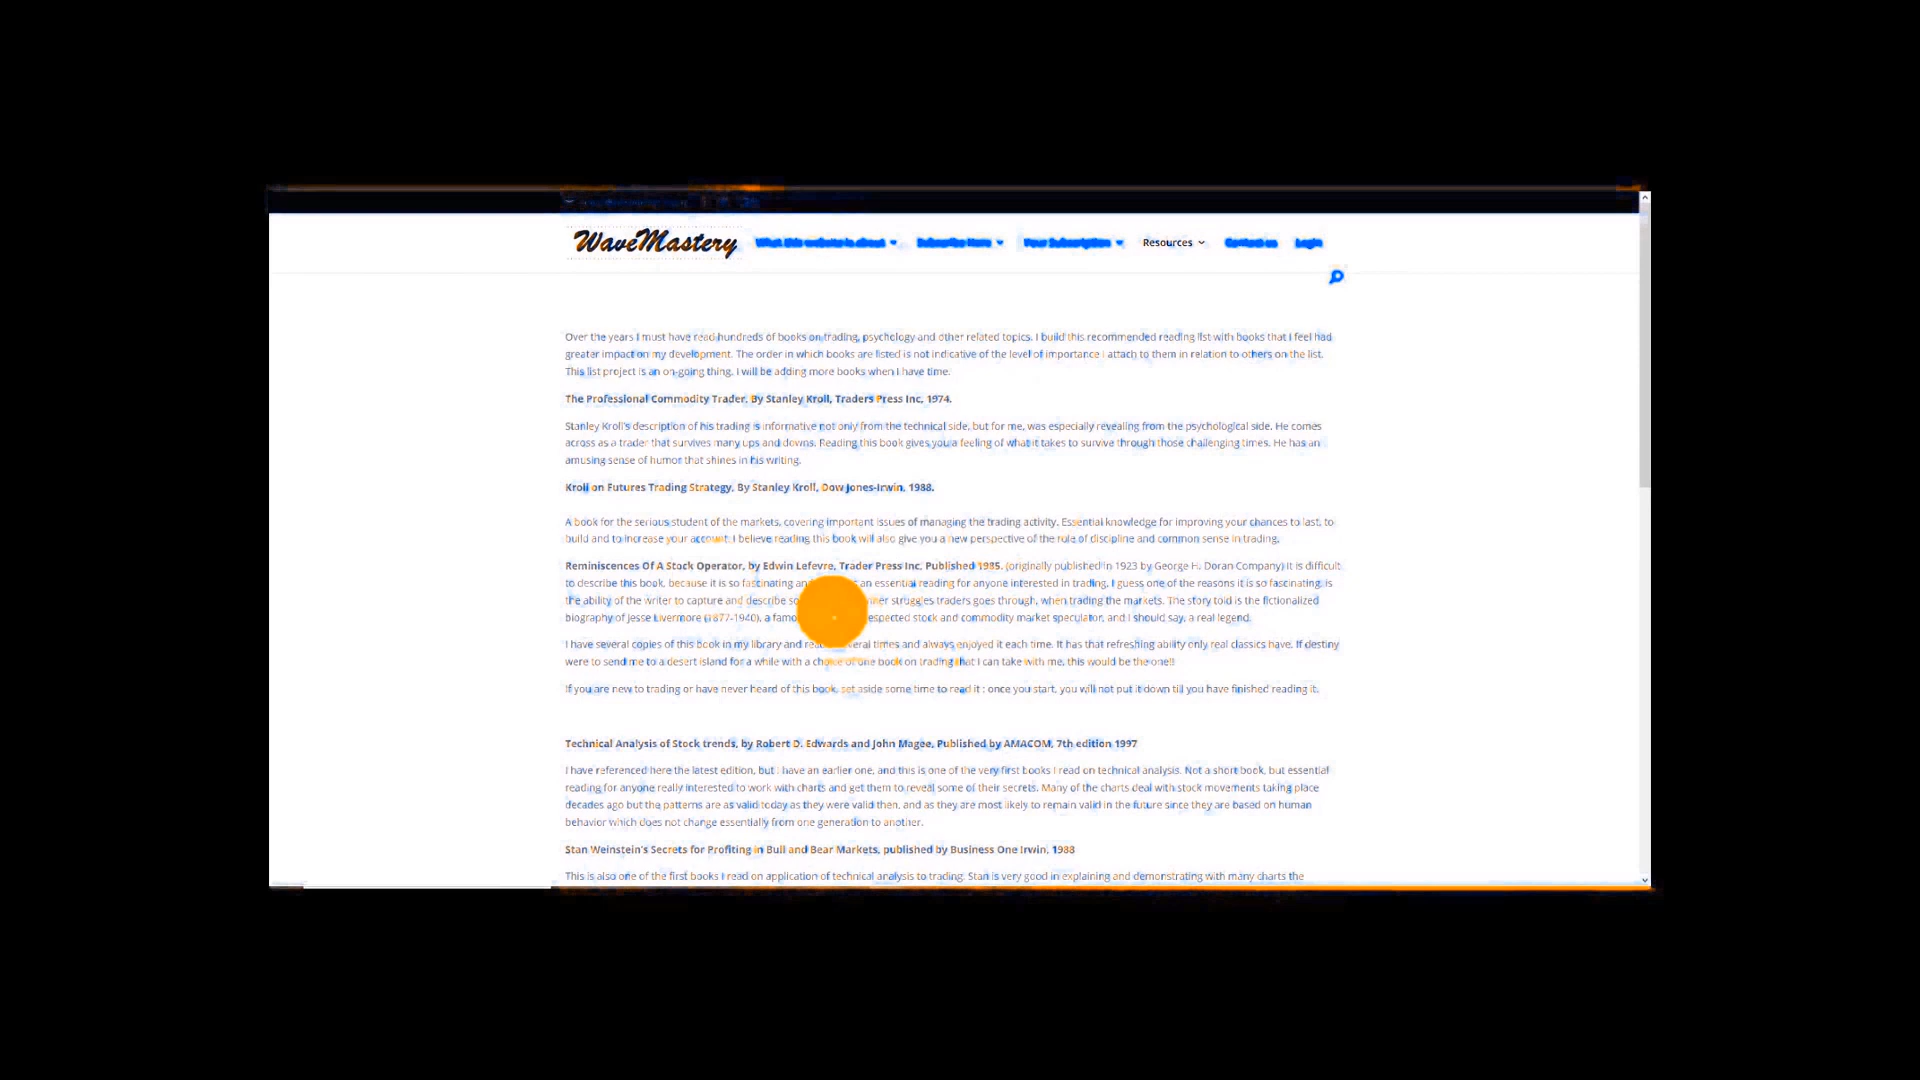 WaveMastery What this website is about Subscribe Here Your Subscription Resources Contact us Login
Over the years I must have read hundreds of books on trading, psychology and other related topics. I build this recommended reading list with books that I feel had
greater impact on my development. The order in which books are listed is not indicative of the level of importance I attach to them in relation to others on the list.
This list project is an on-going thing. I will be adding more books when I have time.
The Professional Commodity Trader, By Stanley Kroll, Traders Press Inc, 1974.
Stanley Kroll's description of his trading is informative not only from the technical side, but for me, was especially revealing from the psychological side. He comes
across as a trader that survives many ups and downs. Reading this book gives you a feeling of what it takes to survive through those challenging times. He has an
amusing sense of humor that shines in his writing.
Kroll on Futures Trading Strategy, By Stanley Kroll, Dow Jones-Irwin, 1988.
A book for the serious student of the markets, covering important issues of managing the trading activity. Essential knowledge for improving your chances to last, to
build and to increase your account. I believe reading this book will also give you a new perspective of the role of discipline and common sense in trading.
Reminiscences Of A Stock Operator, by Edwin Lefevre, Trader Press Inc, Published 1985. (originally published in 1923 by George H. Doran Company) It is difficult
to describe this book, because it is so fascinating and an essential reading for anyone interested in trading. I guess one of the reasons it is so fascinating, is
the ability of the writer to capture and describe so struggles traders goes through, when trading the markets. The story told is the fictionalized
biography of Jesse Livermore (1877-1940), a famo espected stock and commodity market speculator, and I should say, a real legend.
I have several copies of this book in my library and read times and always enjoyed it each time. It has that refreshing ability only real classics have. If destiny
were to send me to a desert island for a while with a choice of one book on trading that I can take with me, this would be the one!!
If you are new to trading or have never heard of this book, set aside some time to read it : once you start, you will not put it down till you have finished reading it.
Technical Analysis of Stock trends, by Robert D. Edwards and John Magee, Published by AMACOM, 7th edition 1997
I have referenced here the latest edition, but i have an earlier one, and this is one of the very first books I read on technical analysis. Not a short book, but essential
reading for anyone really interested to work with charts and get them to reveal some of their secrets. Many of the charts deal with stock movements taking place
decades ago but the patterns are as valid today as they were valid then, and as they are most likely to remain valid in the future since they are based on human
behavior which does not change essentially from one generation to another.
Stan Weinstein's Secrets for Profiting in Bull and Bear Markets, published by Business One Irwin, 1988
This is also one of the first books I read on application of technical analysis to trading. Stan is very good in explaining and demonstrating with many charts the